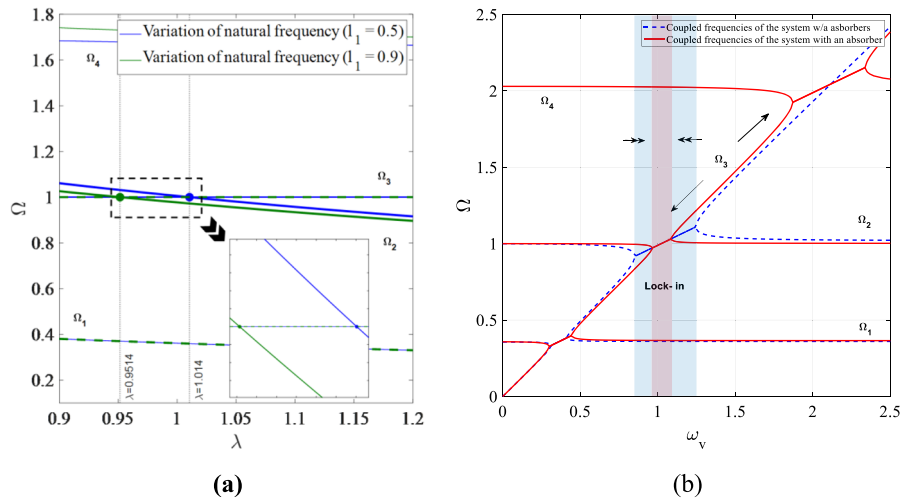 Variation of natural frequency (l1 = 0.5)
Variation of natural frequency (l1 = 0.9)
1.8
1.6
1.4
1.2
1
0.8
0.6
0.4
0.2
Ω
Ω4
Ω3
Ω2
Ω1
λ=0.9514
λ=1.014
0.9
0.95
1
1.05
1.1
1.15
1.2
λ
(a)
Coupled frequencies of the system w/a asborbers
Coupled frequencies of the system with an absorber
2.5
2
1.5
1
0.5
0
Ω
Ω4
Ω3
Ω2
Lock- in
Ω1
0
0.5
1
1.5
2
2.5
ωv
(b)